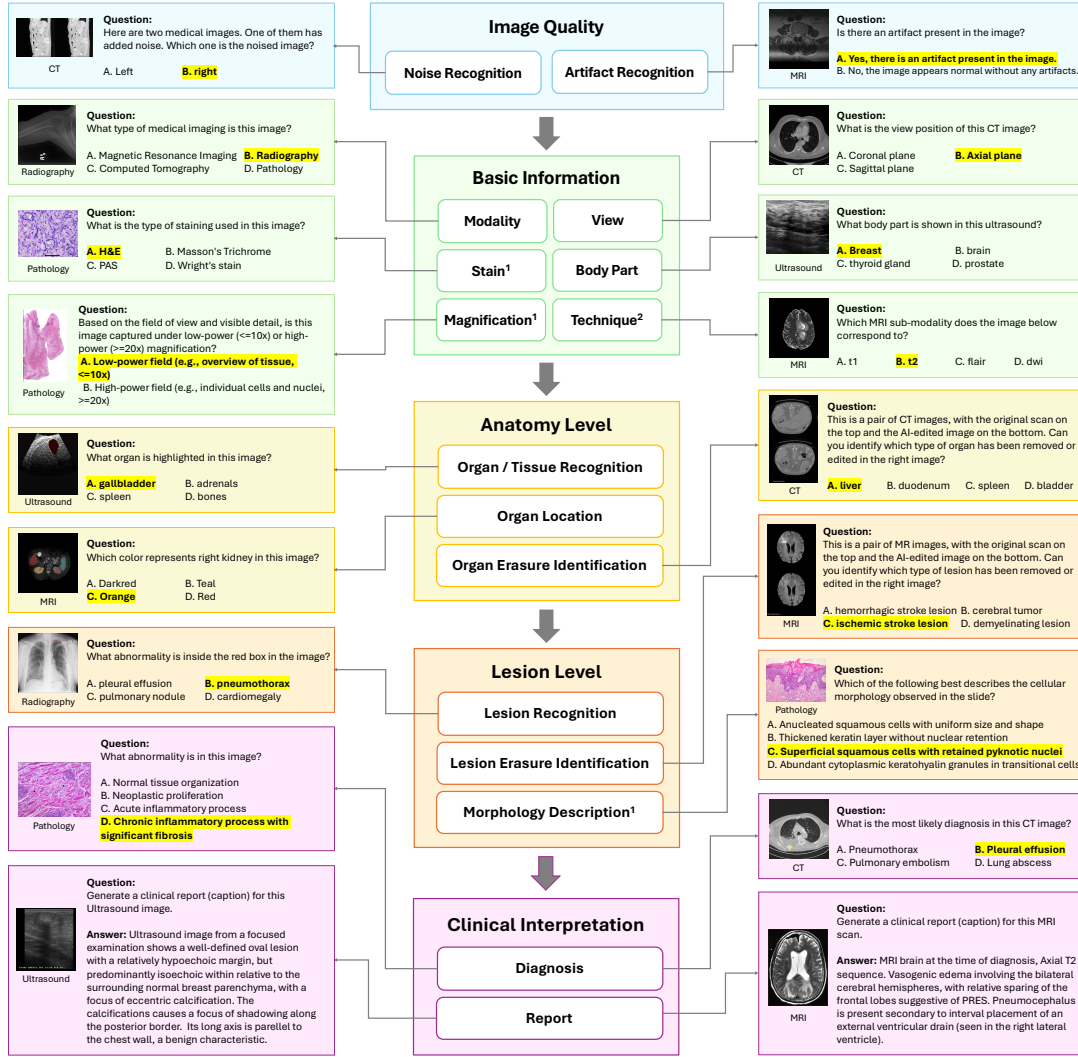 Image Quality
Noise Recognition
Artifact Recognition
Basic Information
Modality
View
Stain¹
Body Part
Magnification¹
Technique²
Anatomy Level
Organ / Tissue Recognition
Organ Location
Organ Erasure Identification
Lesion Level
Lesion Recognition
Lesion Erasure Identification
Morphology Description¹
Clinical Interpretation
Diagnosis
Report
CT
Question:
Here are two medical images. One of them has
added noise. Which one is the noised image?
A. Left B. right
Radiography
Question:
What type of medical imaging is this image?
A. Magnetic Resonance Imaging B. Radiography
C. Computed Tomography D. Pathology
Pathology
Question:
What is the type of staining used in this image?
A. H&E B. Masson's Trichrome
C. PAS D. Wright's stain
Pathology
Question:
Based on the field of view and visible detail, is this
image captured under low-power (<=10x) or high-
power (>=20x) magnification?
A. Low-power field (e.g., overview of tissue,
<=10x)
B. High-power field (e.g., individual cells and nuclei,
>=20x)
Ultrasound
Question:
What organ is highlighted in this image?
A. gallbladder B. adrenals
C. spleen D. bones
MRI
Question:
Which color represents right kidney in this image?
A. Darkred B. Teal
C. Orange D. Red
Radiography
Question:
What abnormality is inside the red box in the image?
A. pleural effusion B. pneumothorax
C. pulmonary nodule D. cardiomegaly
Pathology
Question:
What abnormality is in this image?
A. Normal tissue organization
B. Neoplastic proliferation
C. Acute inflammatory process
D. Chronic inflammatory process with
significant fibrosis
Ultrasound
Question:
Generate a clinical report (caption) for this
Ultrasound image.
Answer: Ultrasound image from a focused
examination shows a well-defined oval lesion
with a relatively hypoechoic margin, but
predominantly isoechoic within relative to the
surrounding normal breast parenchyma, with a
focus of eccentric calcification. The
calcifications causes a focus of shadowing along
the posterior border. Its long axis is parellel to
the chest wall, a benign characteristic.
MRI
Question:
Is there an artifact present in the image?
A. Yes, there is an artifact present in the image.
B. No, the image appears normal without any artifacts.
CT
Question:
What is the view position of this CT image?
A. Coronal plane B. Axial plane
C. Sagittal plane
Ultrasound
Question:
What body part is shown in this ultrasound?
A. Breast B. brain
C. thyroid gland D. prostate
MRI
Question:
Which MRI sub-modality does the image below
correspond to?
A. t1 B. t2 C. flair D. dwi
CT
Question:
This is a pair of CT images, with the original scan on
the top and the AI-edited image on the bottom. Can
you identify which type of organ has been removed or
edited in the right image?
A. liver B. duodenum C. spleen D. bladder
MRI
Question:
This is a pair of MR images, with the original scan on
the top and the AI-edited image on the bottom. Can
you identify which type of lesion has been removed or
edited in the right image?
A. hemorrhagic stroke lesion B. cerebral tumor
C. ischemic stroke lesion D. demyelinating lesion
Pathology
Question:
Which of the following best describes the cellular
morphology observed in the slide?
A. Anucleated squamous cells with uniform size and shape
B. Thickened keratin layer without nuclear retention
C. Superficial squamous cells with retained pyknotic nuclei
D. Abundant cytoplasmic keratohyalin granules in transitional cells
CT
Question:
What is the most likely diagnosis in this CT image?
A. Pneumothorax B. Pleural effusion
C. Pulmonary embolism D. Lung abscess
MRI
Question:
Generate a clinical report (caption) for this MRI
scan.
Answer: MRI brain at the time of diagnosis, Axial T2
sequence. Vasogenic edema involving the bilateral
cerebral hemispheres, with relative sparing of the
frontal lobes suggestive of PRES. Pneumocephalus
is present secondary to interval placement of an
external ventricular drain (seen in the right lateral
ventricle).